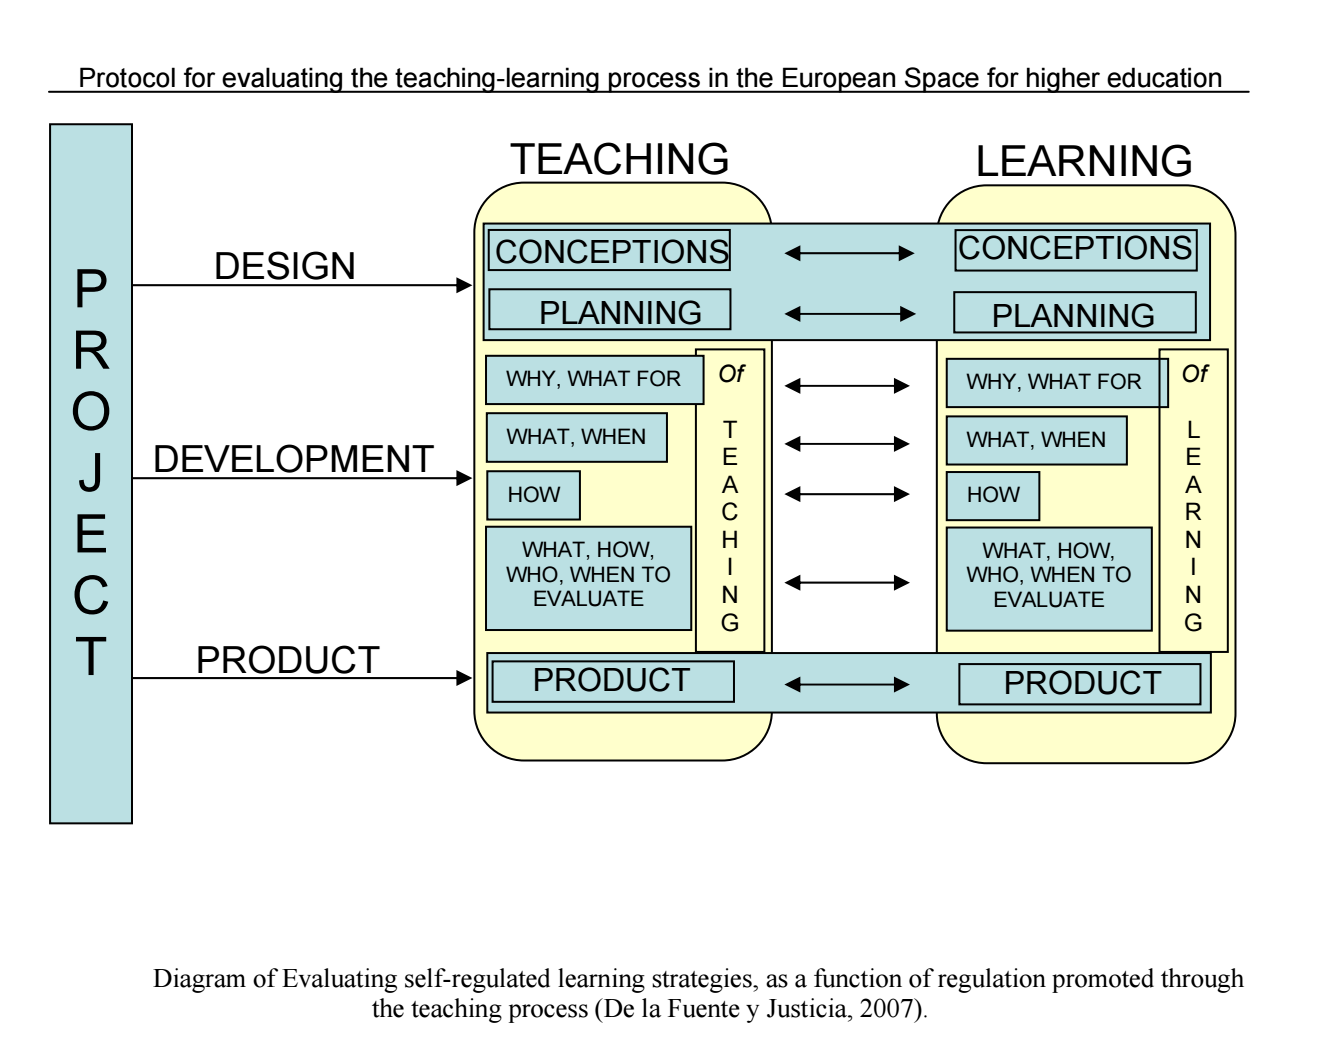 Protocol for evaluating the teaching-learning process in the European Space for higher education
PROJECT
DESIGN
DEVELOPMENT
PRODUCT
TEACHING
CONCEPTIONS
PLANNING
WHY, WHAT FOR
WHAT, WHEN
HOW
WHAT, HOW,
WHO, WHEN TO
EVALUATE
Of
TEACHING
PRODUCT
LEARNING
CONCEPTIONS
PLANNING
WHY, WHAT FOR
WHAT, WHEN
HOW
WHAT, HOW,
WHO, WHEN TO
EVALUATE
Of
LEARNING
PRODUCT
Diagram of Evaluating self-regulated learning strategies, as a function of regulation promoted through
the teaching process (De la Fuente y Justicia, 2007).